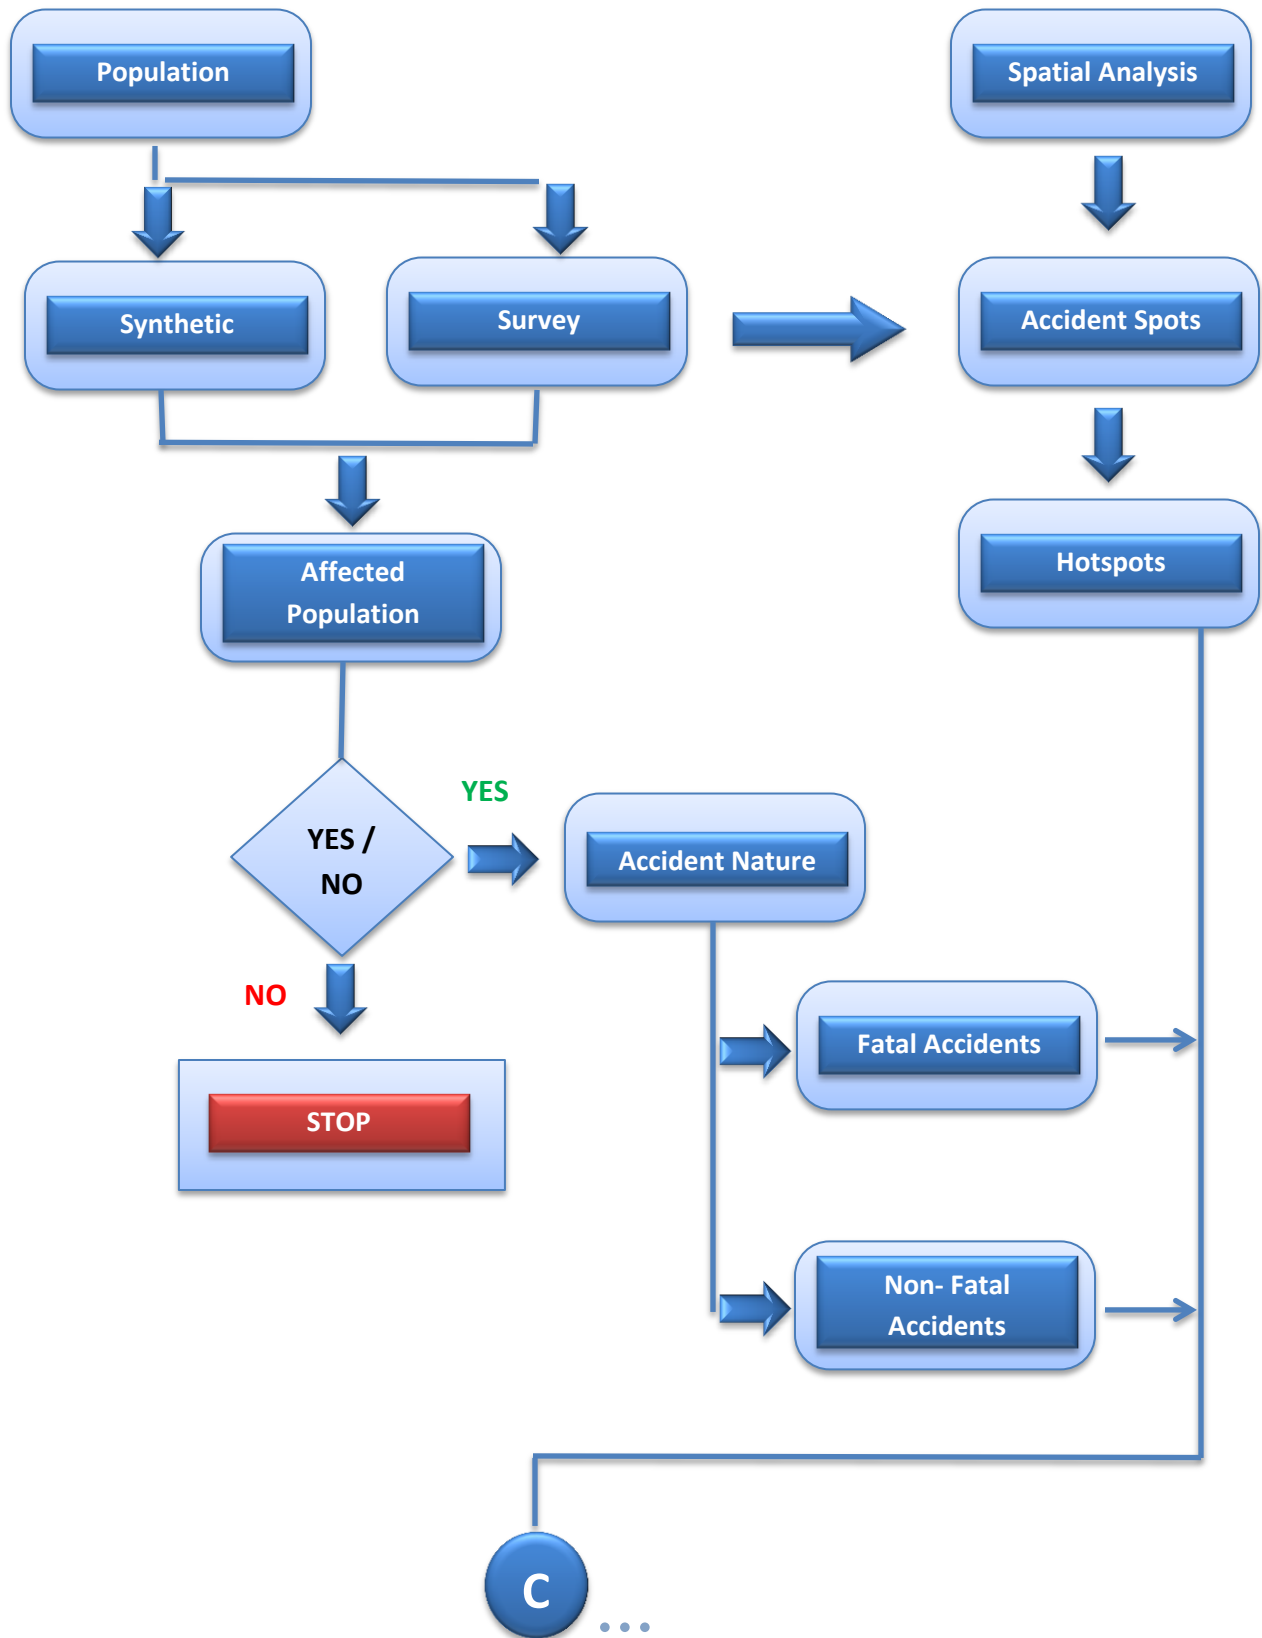 Population
Spatial Analysis
Synthetic
Survey
Accident Spots
Affected
Population
Hotspots
YES
YES /
NO
Accident Nature
NO
Fatal Accidents
STOP
Non- Fatal
Accidents
C
...